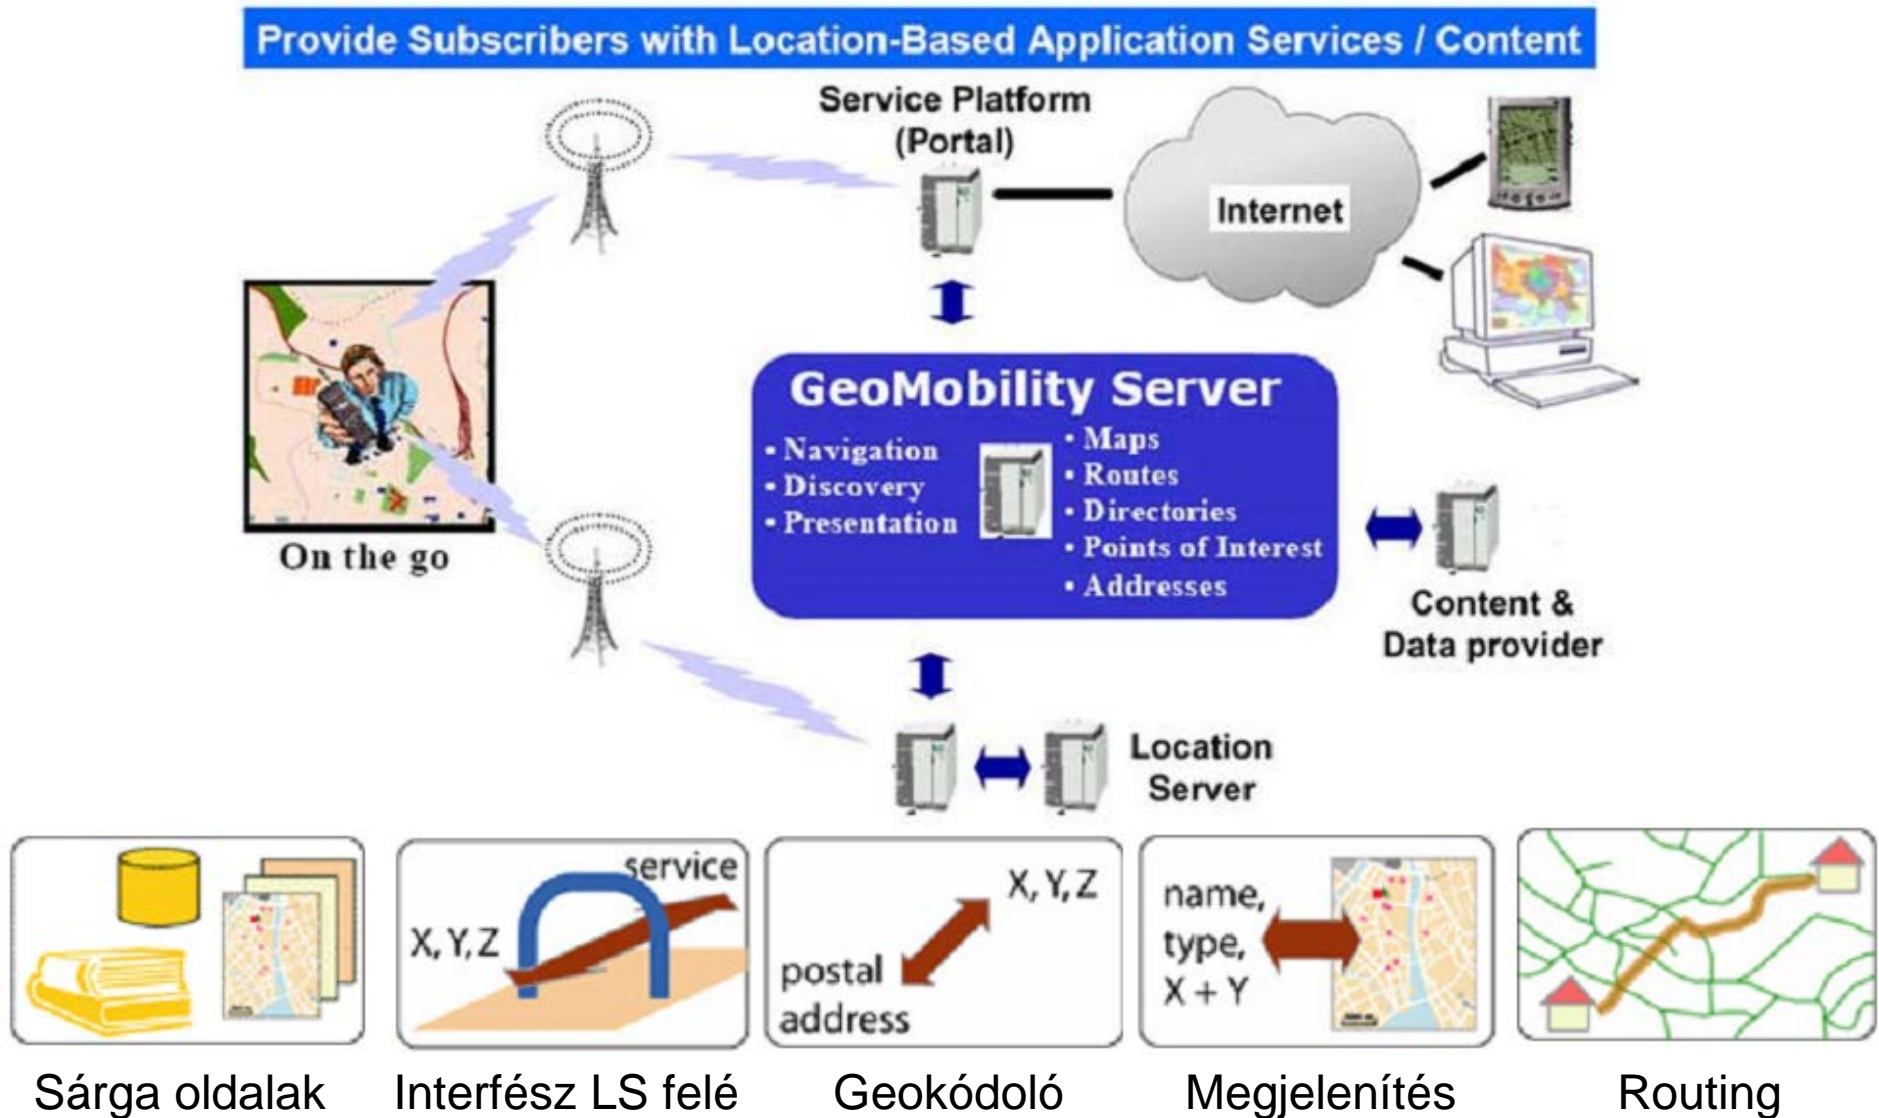 Provide Subscribers with Location-Based Application Services / Content
Service Platform
(Portal)
Internet
On the go
GeoMobility Server
• Navigation
• Discovery
• Presentation
• Maps
• Routes
• Directories
• Points of Interest
• Addresses
Content &
Data provider
Location
Server
service
X, Y, Z
X, Y, Z
postal
address
name,
type,
X + Y
Sárga oldalak
Interfész LS felé
Geokódoló
Megjelenítés
Routing